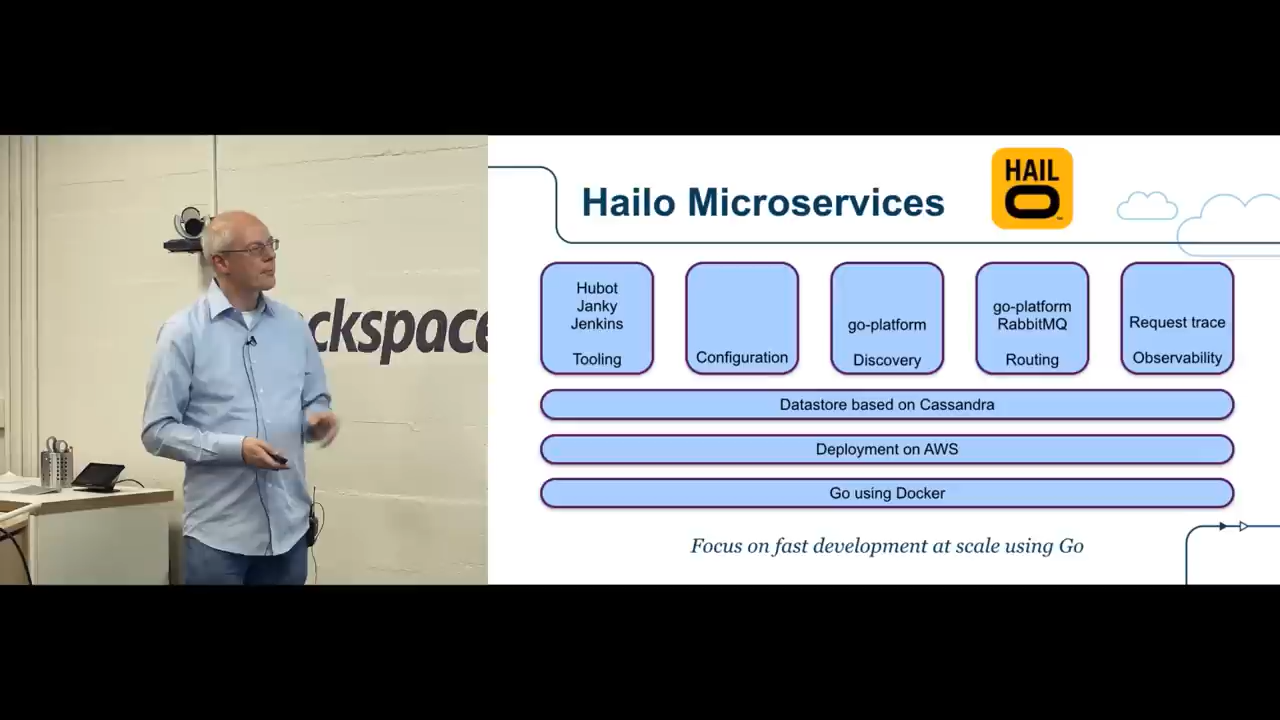 ckspace
Hailo Microservices
HAIL
O
Hubot
Janky
Jenkins
Tooling
Configuration
go-platform
Discovery
go-platform
RabbitMQ
Routing
Request trace
Observability
Datastore based on Cassandra
Deployment on AWS
Go using Docker
Focus on fast development at scale using Go